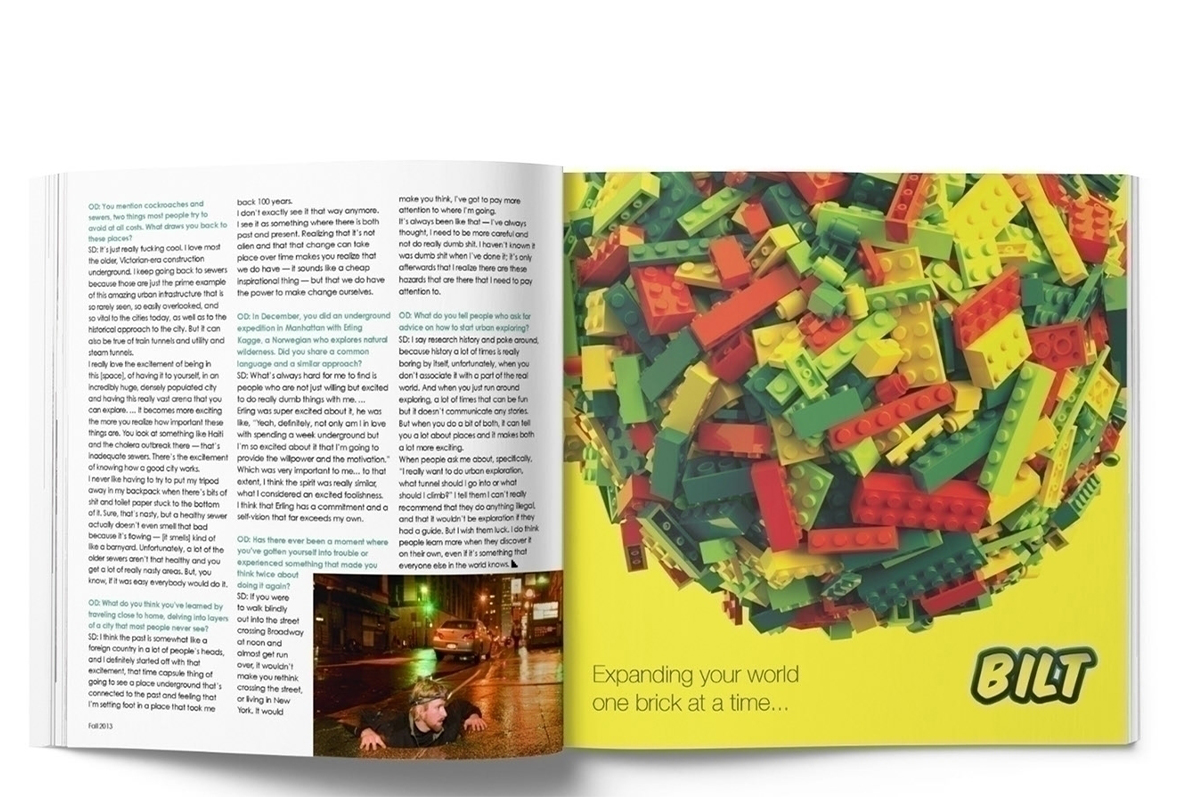 OD: You mention cockroaches and
sewers, two things most people try to
avoid at all costs. What draws you back to
these places?
SD: It's just really fucking cool. I love most
the older, Victorian-era construction
underground. I keep going back to sewers
because those are just the prime example
of this amazing urban infrastructure that is
so rarely seen, so easily overlooked, and
so vital to the cities today, as well as to the
historical approach to the city. But it can
also be true of train tunnels and utility and
steam tunnels.
I really love the excitement of being in
this [space], of having it to yourself, in an
incredibly huge, densely populated city
and having this really vast arena that you
can explore.... It becomes more exciting
the more you realize how important these
things are. You look at something like Haiti
and the cholera outbreak there — that's
inadequate sewers. There's the excitement
of knowing how a good city works.
I never like having to try to put my tripod
away in my backpack when there's bits of
shit and toilet paper stuck to the bottom
of it. Sure, that's nasty, but a healthy sewer
actually doesn't even smell that bad
because it's flowing — [it smells] kind of
like a barnyard. Unfortunately, a lot of the
older sewers aren't that healthy and you
get a lot of really nasty areas. But, you
know, if it was easy everybody would do it.
OD: What do you think you've learned by
traveling close to home, delving into layers
of a city that most people never see?
SD: I think the past is somewhat like a
foreign country in a lot of people's heads,
and I definitely started off with that
excitement, that time capsule thing of
going to see a place underground that's
connected to the past and feeling that
I'm setting foot in a place that took me
Fall 2013
back 100 years.
I don't exactly see it that way anymore.
I see it as something where there is both
past and present. Realizing that it's not
alien and that that change can take
place over time makes you realize that
we do have — it sounds like a cheap
inspirational thing — but that we do have
the power to make change ourselves.
OD: In December, you did an underground
expedition in Manhattan with Erling
Kagge, a Norwegian who explores natural
wilderness. Did you share a common
language and a similar approach?
SD: What's always hard for me to find is
people who are not just willing but excited
to do really dumb things with me....
Erling was super excited about it, he was
like, "Yeah, definitely, not only am I in love
with spending a week underground but
I'm so excited about it that I'm going to
provide the willpower and the motivation."
Which was very important to me... to that
extent, I think the spirit was really similar,
what I considered an excited foolishness.
I think that Erling has a commitment and a
self-vision that far exceeds my own.
OD: Has there ever been a moment where
you've gotten yourself into trouble or
experienced something that made you
think twice about
doing it again?
SD: If you were
to walk blindly
out into the street
crossing Broadway
at noon and
almost get run
over, it wouldn't
make you rethink
crossing the street,
or living in New
York. It would
make you think, I've got to pay more
attention to where I'm going.
It's always been like that — I've always
thought, I need to be more careful and
not do really dumb shit. I haven't known it
was dumb shit when I've done it; it's only
afterwards that I realize there are these
hazards that are there that I need to pay
attention to.
OD: What do you tell people who ask for
advice on how to start urban exploring?
SD: I say research history and poke around,
because history a lot of times is really
boring by itself, unfortunately, when you
don't associate it with a part of the real
world. And when you just run around
exploring, a lot of times that can be fun
but it doesn't communicate any stories.
But when you do a bit of both, it can tell
you a lot about places and it makes both
a lot more exciting.
When people ask me about, specifically,
"I really want to do urban exploration,
what tunnel should I go into or what
should I climb?" I tell them I can't really
recommend that they do anything illegal,
and that it wouldn't be exploration if they
had a guide. But I wish them luck. I do think
people learn more when they discover it
on their own, even if it's something that
everyone else in the world knows.
Expanding your world
one brick at a time...
BILT